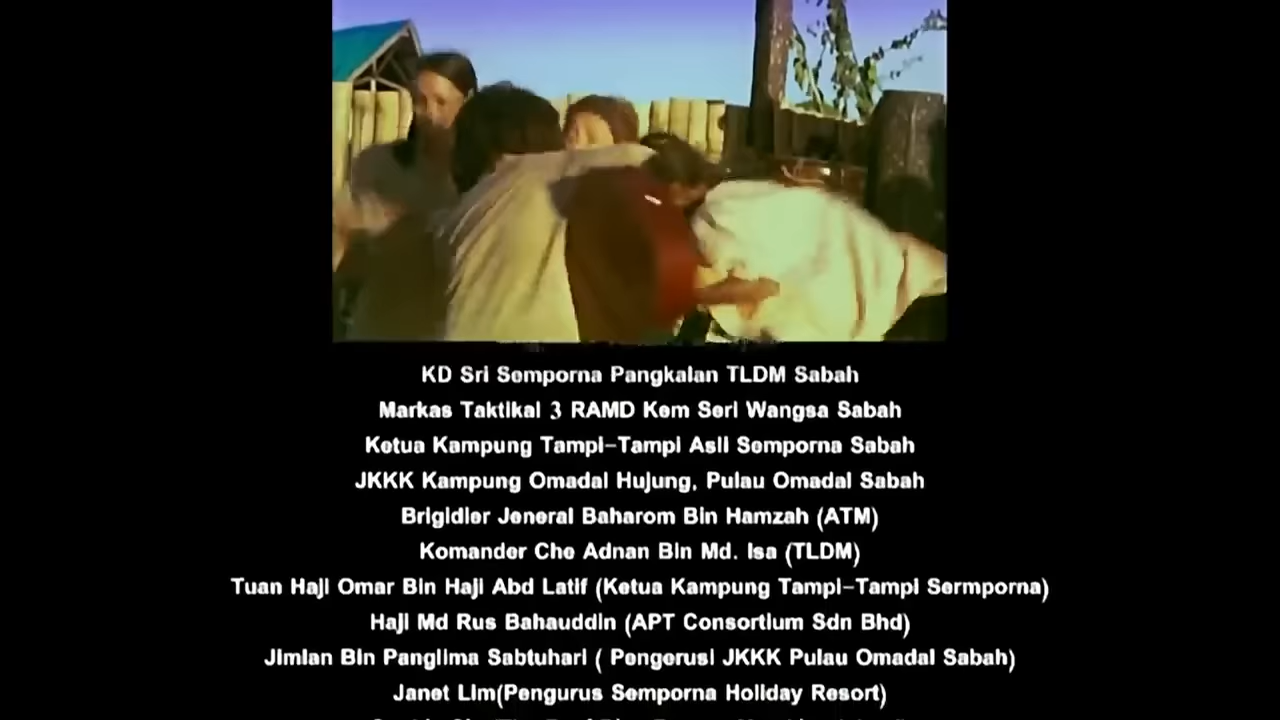 KD Sri Semporna Pangkalan TLDM Sabah
Markas Taktikal 3 RAMD Kem Seri Wangsa Sabah
Ketua Kampung Tampi-Tampi Asli Semporna Sabah
JKKK Kampung Omadal Hujung, Pulau Omadal Sabah
Brigidier Jeneral Baharom Bin Hamzah (ATM)
Komander Che Adnan Bin Md. Isa (TLDM)
Tuan Haji Omar Bin Haji Abd Latif (Ketua Kampung Tampi-Tampi Sermporna)
Haji Md Rus Bahauddin (APT Consortium Sdn Bhd)
Jimlan Bin Panglima Sabtuhari ( Pengerusi JKKK Pulau Omadal Sabah)
Janet Lim(Pengurus Semporna Holiday Resort)